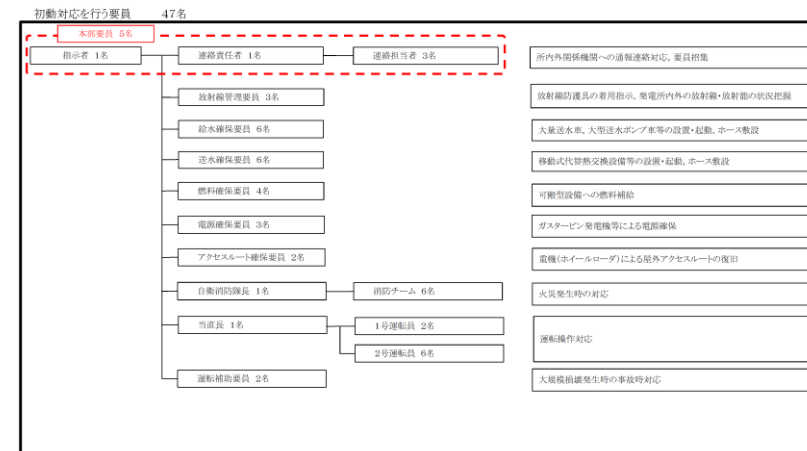 初動対応を行う要員 47名
本部要員 5名
指示者 1名
連絡責任者 1名
連絡担当者 3名
所内外関係機関への通報連絡対応, 要員招集
放射線管理要員 3名
放射線防護具の着用指示, 発電所内外の放射線・放射能の状況把握
給水確保要員 6名
大量送水車, 大型送水ポンプ車等の設置・起動, ホース敷設
送水確保要員 6名
移動式代替熱交換設備等の設置・起動, ホース敷設
燃料確保要員 4名
可搬型設備への燃料補給
電源確保要員 3名
ガスタービン発電機等による電源確保
アクセスルート確保要員 2名
重機(ホイールローダ)による屋外アクセスルートの復旧
自衛消防隊長 1名
消防チーム 6名
火災発生時の対応
当直長 1名
1号運転員 2名
2号運転員 6名
運転操作対応
運転補助要員 2名
大規模損壊発生時の事故時対応